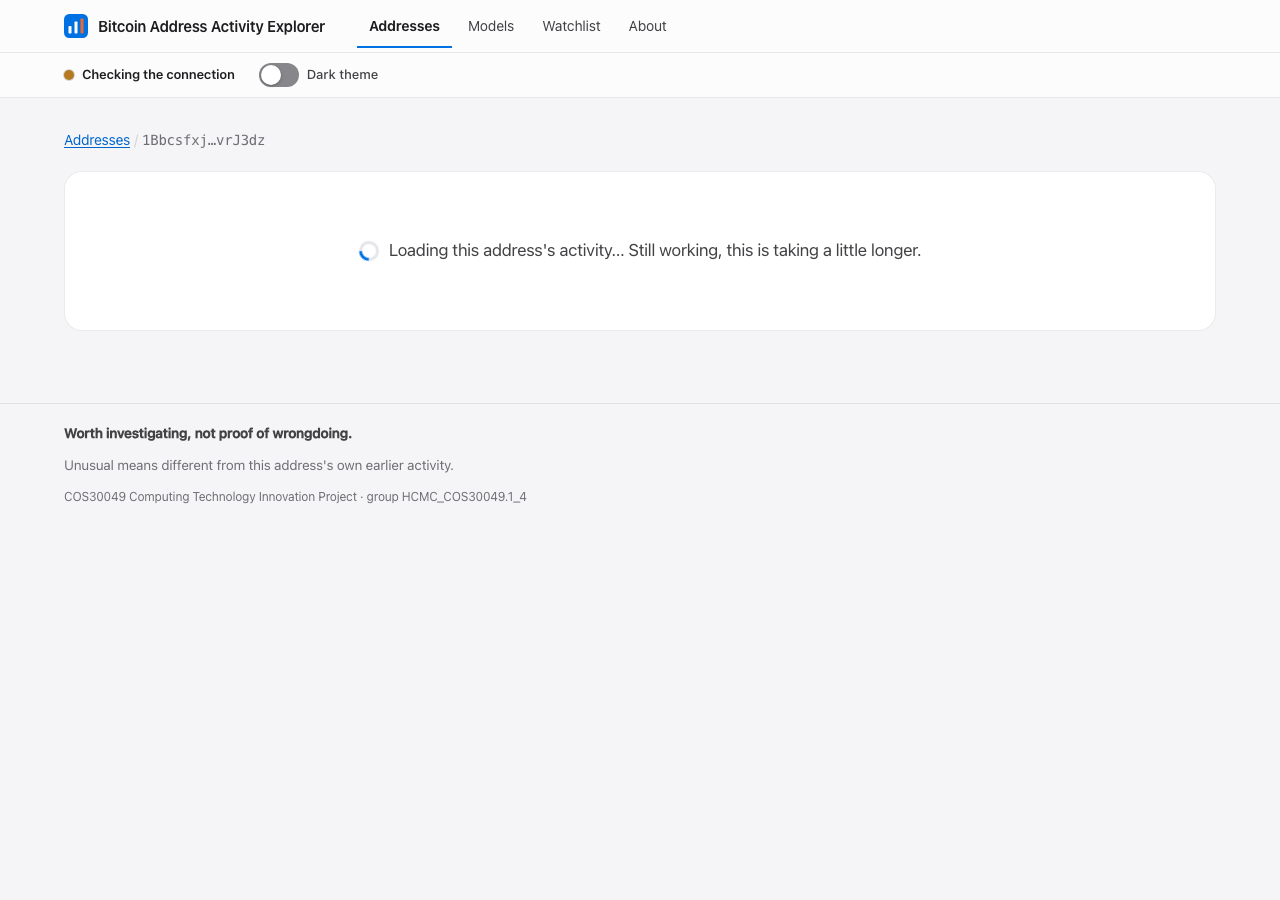 Bitcoin Address Activity Explorer Addresses Models Watchlist About
Checking the connection Dark theme
Addresses / 1Bbcsfxj…vrJ3dz
Loading this address's activity... Still working, this is taking a little longer.
Worth investigating, not proof of wrongdoing.
Unusual means different from this address's own earlier activity.
COS30049 Computing Technology Innovation Project · group HCMC_COS30049.1_4